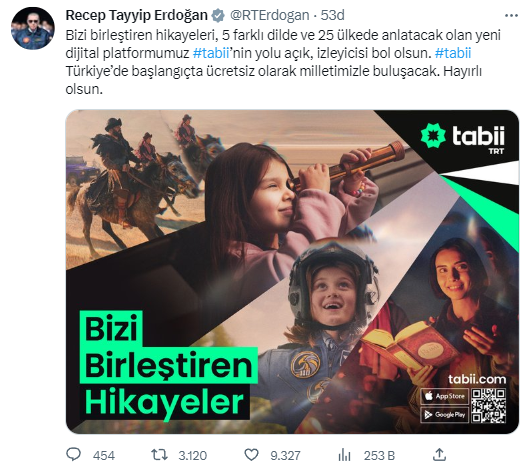 Recep Tayyip Erdoğan @RTErdogan · 53d
Bizi birleştiren hikayeleri, 5 farklı dilde ve 25 ülkede anlatacak olan yeni
dijital platformumuz #tabii'nin yolu açık, izleyicisi bol olsun. #tabii
Türkiye’de başlangıçta ücretsiz olarak milletimizle buluşacak. Hayırlı
olsun.
tabii
TRT
Bizi
Birleştiren
Hikayeler
tabii.com
App Store
Google Play
454 3.120 9.327 253 B